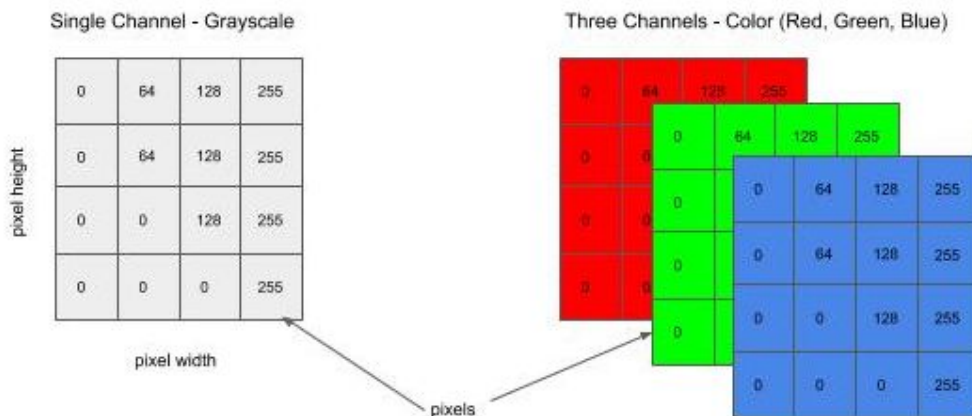 Single Channel - Grayscale
Three Channels - Color (Red, Green, Blue)
0 64 128 255
0 64 128 255
0 0 128 255
0 0 0 255
pixel height
pixel width
0 64 128 255
0 0
0 0
0 0
0 64 128 255
0
0
0
0 64 128 255
0 64 128 255
0 0 128 255
0 0 0 255
pixels